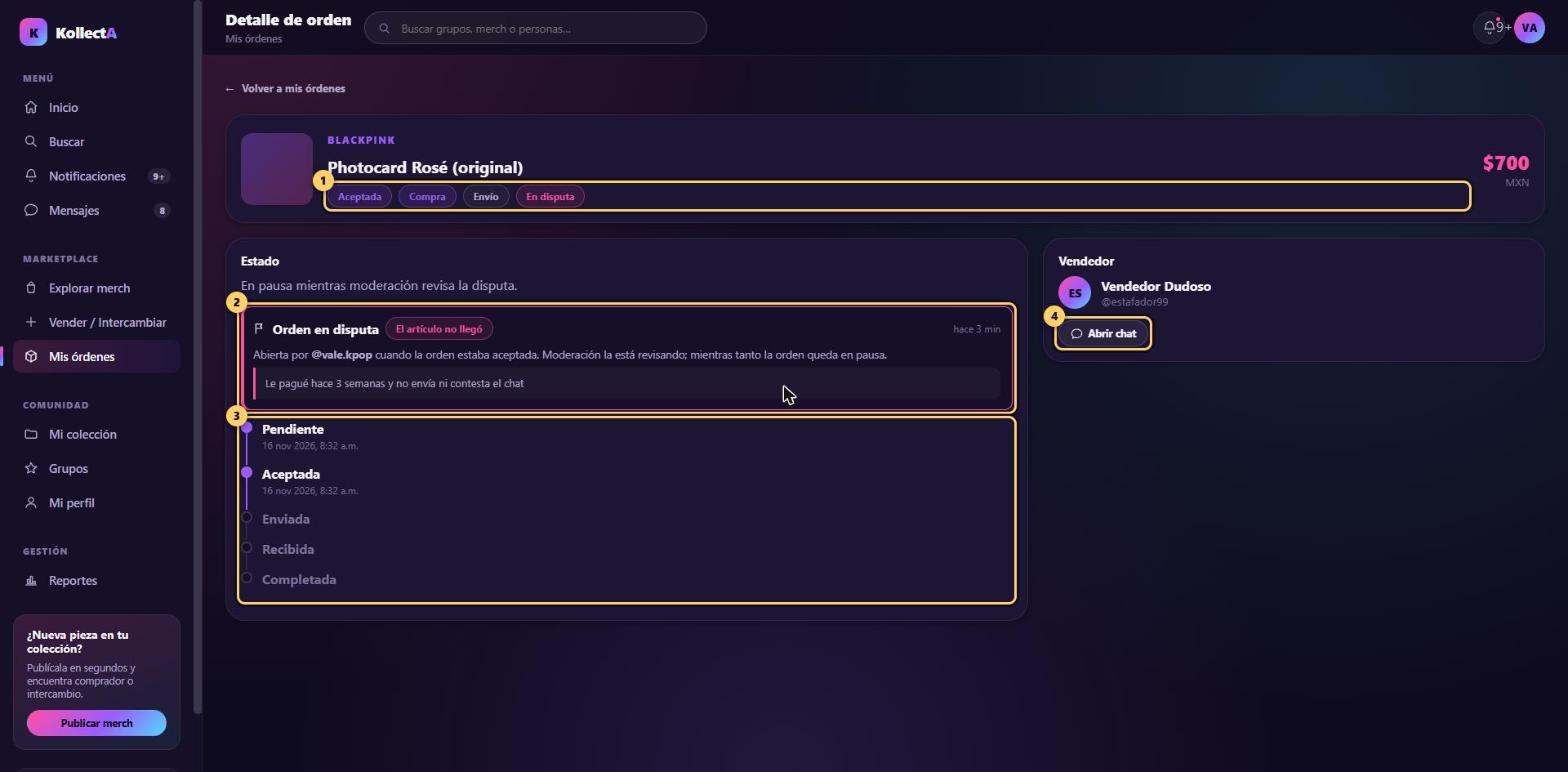 K KollectA
MENÚ
Inicio
Buscar
Notificaciones 9+
Mensajes 8
MARKETPLACE
Explorar merch
Vender / Intercambiar
Mis órdenes
COMUNIDAD
Mi colección
Grupos
Mi perfil
GESTIÓN
Reportes
¿Nueva pieza en tu
colección?
Publícala en segundos y
encuentra comprador o
intercambio.
Publicar merch
Detalle de orden
Mis órdenes
Buscar grupos, merch o personas...
9+ VA
← Volver a mis órdenes
BLACKPINK
Photocard Rosé (original)
1
Aceptada Compra Envío En disputa
$700
MXN
Estado
En pausa mientras moderación revisa la disputa.
2
Orden en disputa El artículo no llegó hace 3 min
Abierta por @vale.kpop cuando la orden estaba aceptada. Moderación la está revisando; mientras tanto la orden queda en pausa.
Le pagué hace 3 semanas y no envía ni contesta el chat
3
Pendiente
16 nov 2026, 8:32 a.m.
Aceptada
16 nov 2026, 8:32 a.m.
Enviada
Recibida
Completada
Vendedor
ES Vendedor Dudoso
@estafador99
4
Abrir chat